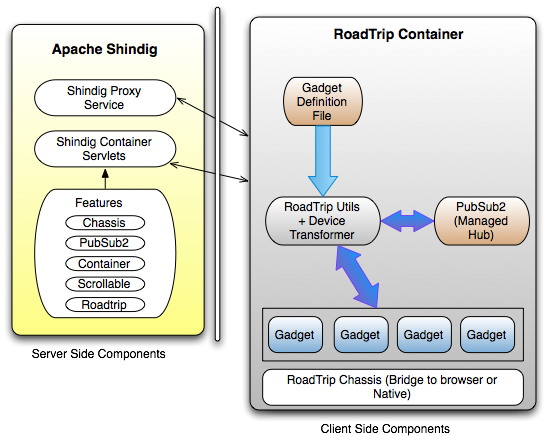 Apache Shindig
Shindig Proxy
Service
Shindig Container
Servlets
Features
Chassis
PubSub2
Container
Scrollable
Roadtrip
Server Side Components
RoadTrip Container
Gadget
Definition
File
RoadTrip Utils
+ Device
Transformer
PubSub2
(Managed
Hub)
Gadget
Gadget
Gadget
Gadget
RoadTrip Chassis (Bridge to browser or
Native)
Client Side Components